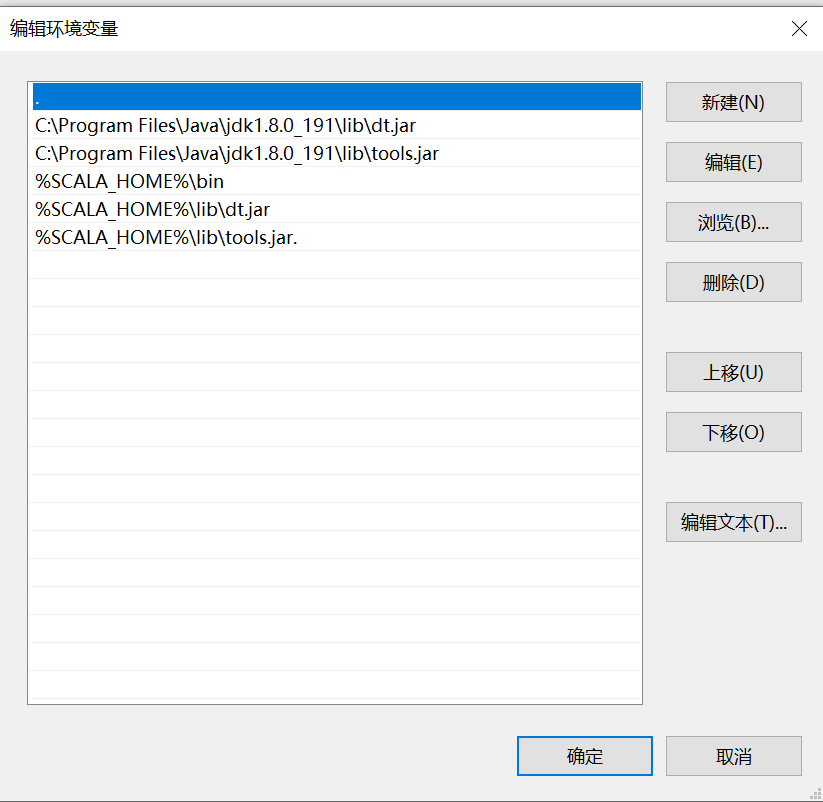 编辑环境变量
.
C:\Program Files\Java\jdk1.8.0_191\lib\dt.jar
C:\Program Files\Java\jdk1.8.0_191\lib\tools.jar
%SCALA_HOME%\bin
%SCALA_HOME%\lib\dt.jar
%SCALA_HOME%\lib\tools.jar.
新建(N)
编辑(E)
浏览(B)...
删除(D)
上移(U)
下移(O)
编辑文本(T)...
确定
取消